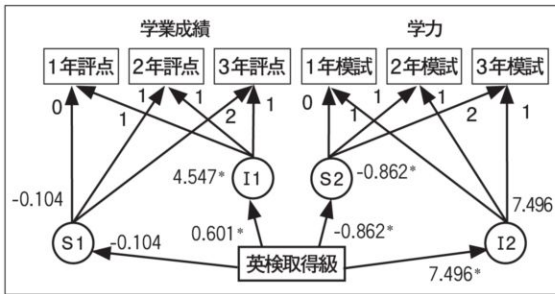 学業成績 学力
1年評点 2年評点 3年評点 1年模試 2年模試 3年模試
0 1 1 1 2 1 0 1 1 1 2 1
4.547* I1 S2 -0.862*
-0.104 7.496
0.601* -0.862*
S1 -0.104 英検取得級 I2
7.496*